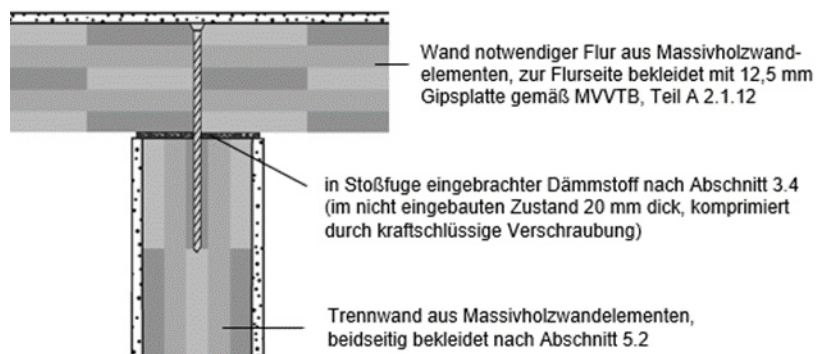 Wand notwendiger Flur aus Massivholzwand-
elementen, zur Flurseite bekleidet mit 12,5 mm
Gipsplatte gemäß MVVTB, Teil A 2.1.12
in Stoßfuge eingebrachter Dämmstoff nach Abschnitt 3.4
(im nicht eingebauten Zustand 20 mm dick, komprimiert
durch kraftschlüssige Verschraubung)
Trennwand aus Massivholzwandelementen,
beidseitig bekleidet nach Abschnitt 5.2